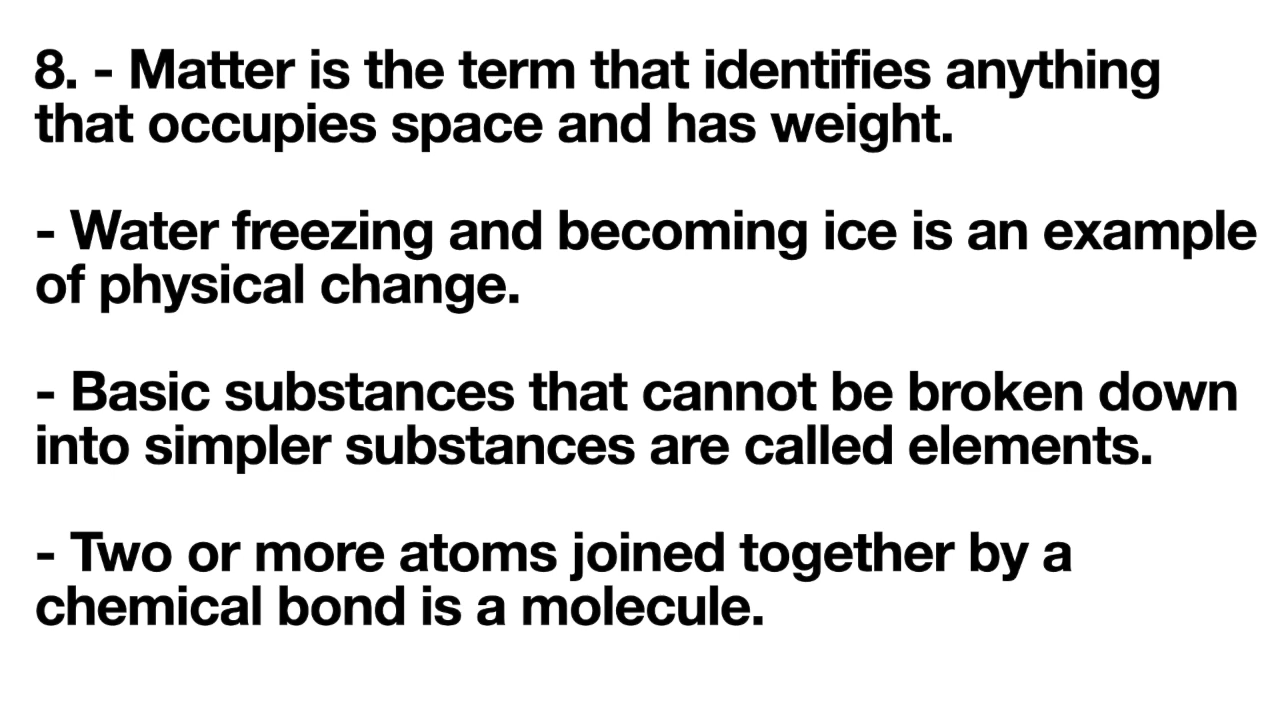 8. - Matter is the term that identifies anything
that occupies space and has weight.
- Water freezing and becoming ice is an example
of physical change.
- Basic substances that cannot be broken down
into simpler substances are called elements.
- Two or more atoms joined together by a
chemical bond is a molecule.